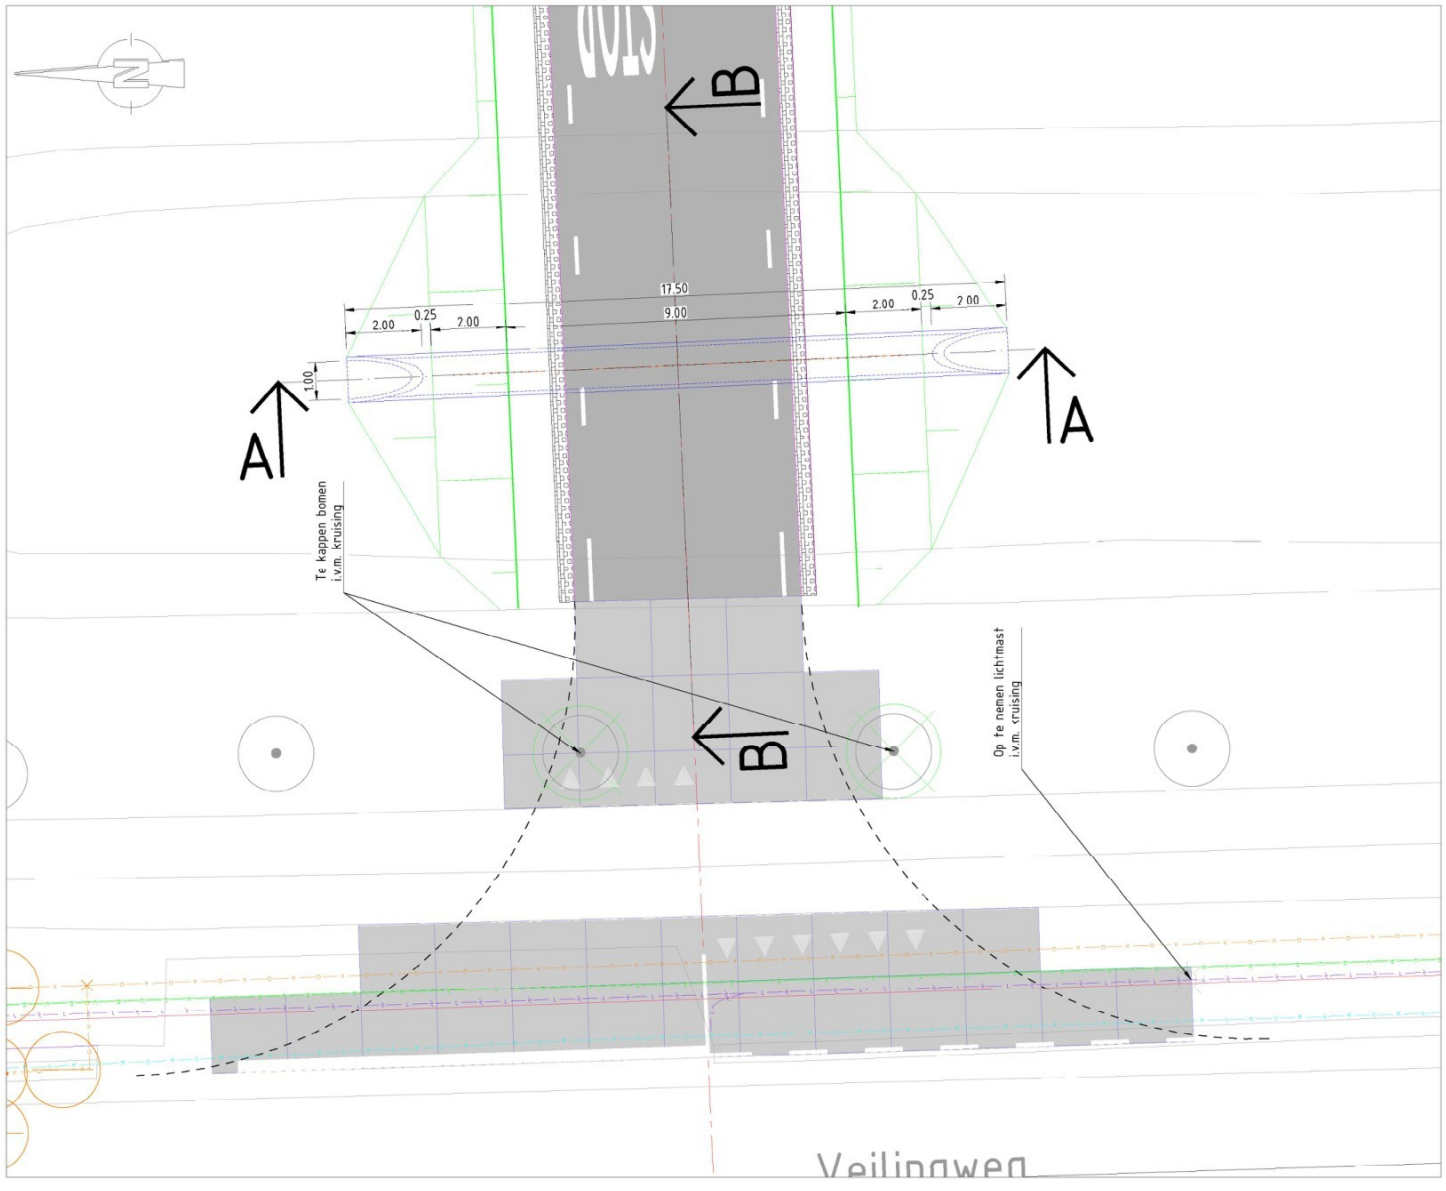 N
STOP
B
17.50
0.25
2.00
2.00
9.00
0.25
2.00
2.00
1.00
A
A
Te kappen bomen
i.v.m. kruising
Op te nemen lichtmast
i.v.m. kruising
B
Veilingweg